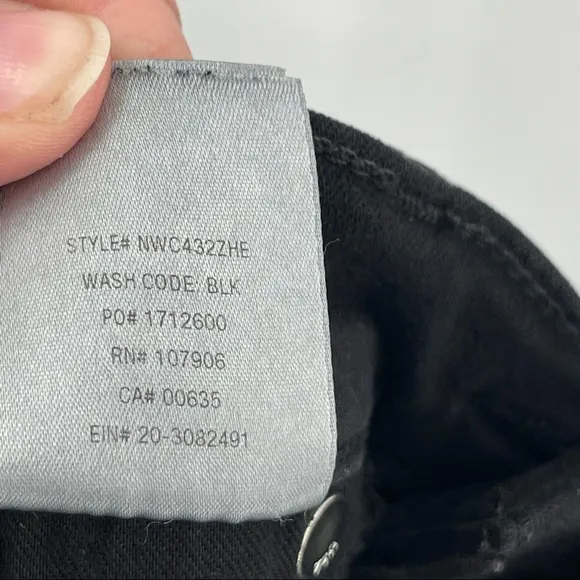 STYLE# NWC432ZHE
WASH CODE: BLK
PO# 1712600
RN# 107906
CA# 00635
EIN# 20-3082491